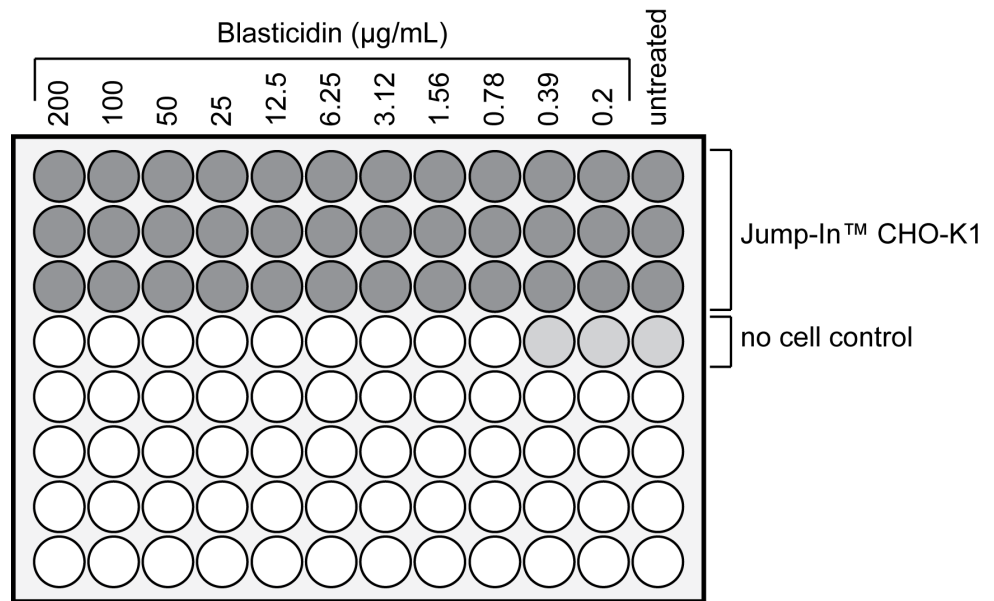 Blasticidin (µg/mL)
200
100
50
25
12.5
6.25
3.12
1.56
0.78
0.39
0.2
untreated
Jump-In™ CHO-K1
no cell control